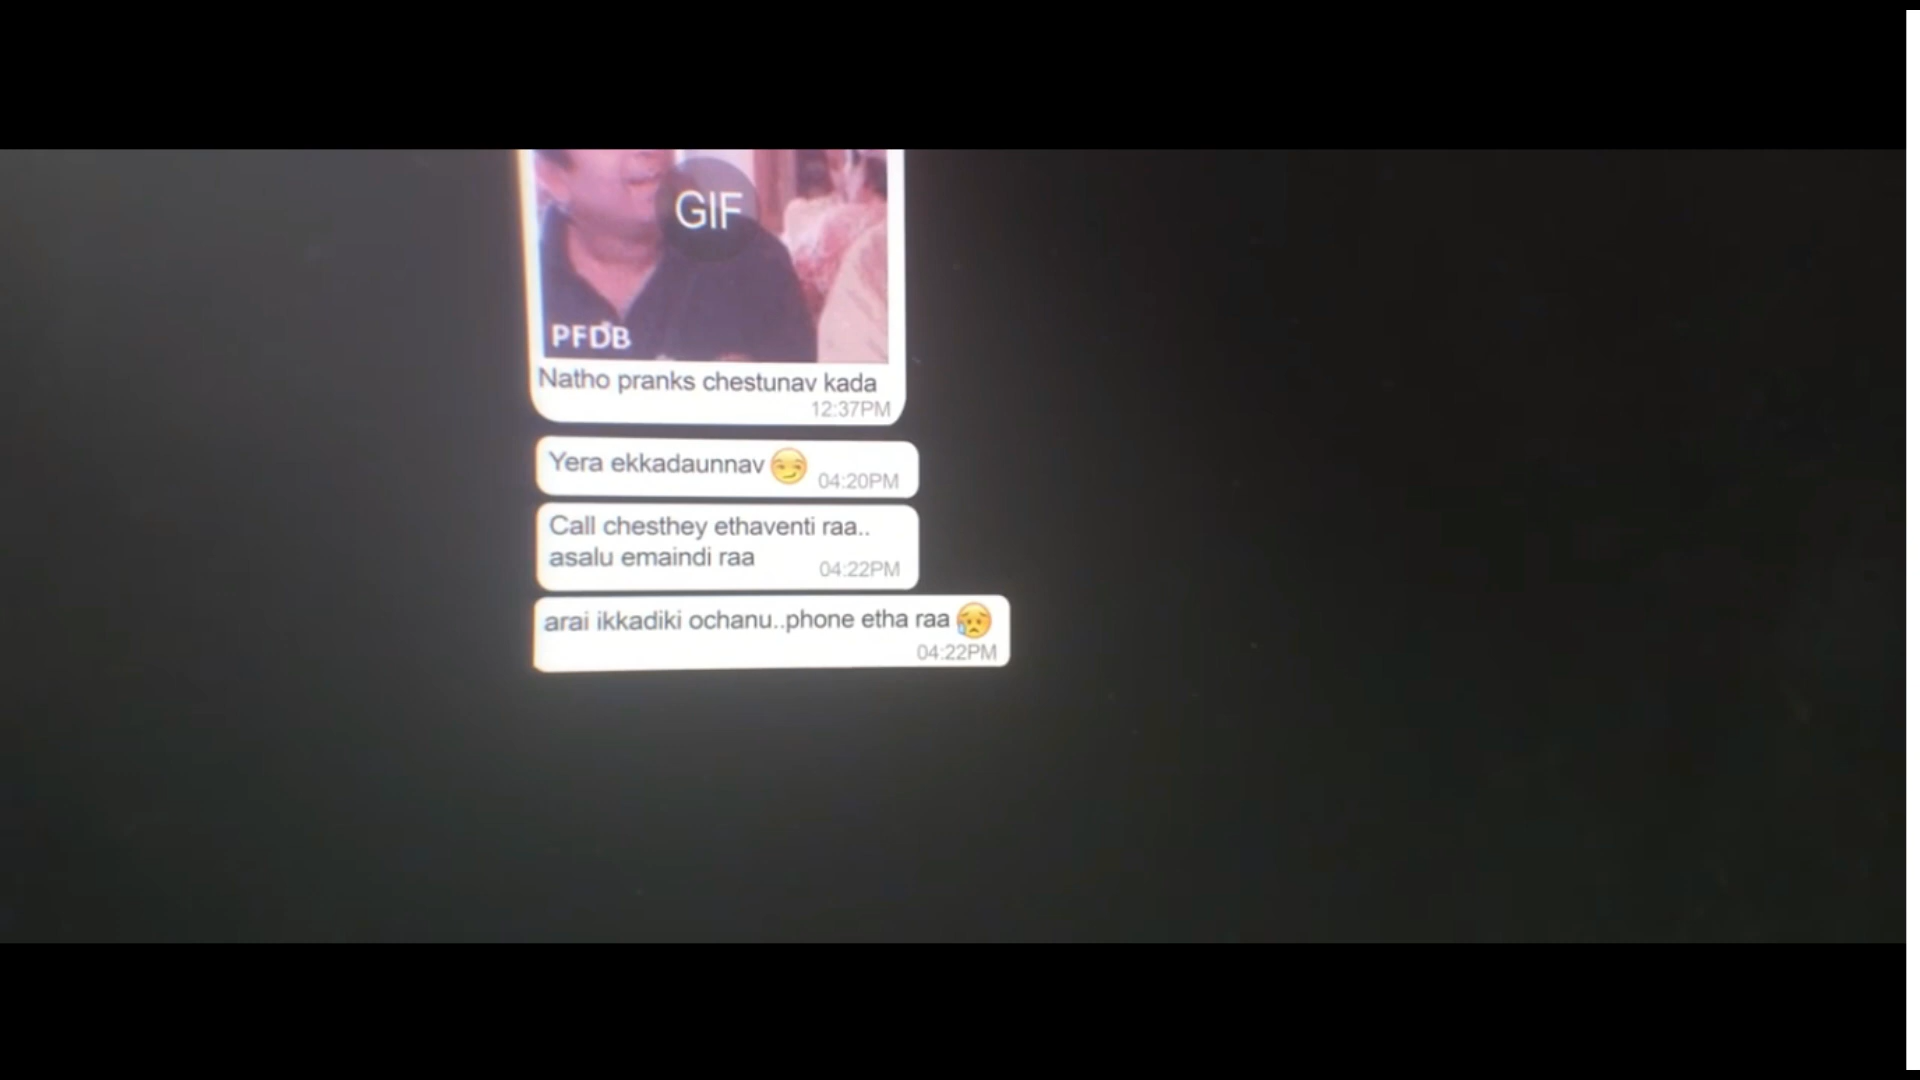 GIF
PFDB
Natho pranks chestunav kada
12:37PM
Yera ekkadaunnav😏 04:20PM
Call chesthey ethaventi raa..
asalu emaindi raa 04:22PM
arai ikkadiki ochanu..phone etha raa😥
04:22PM